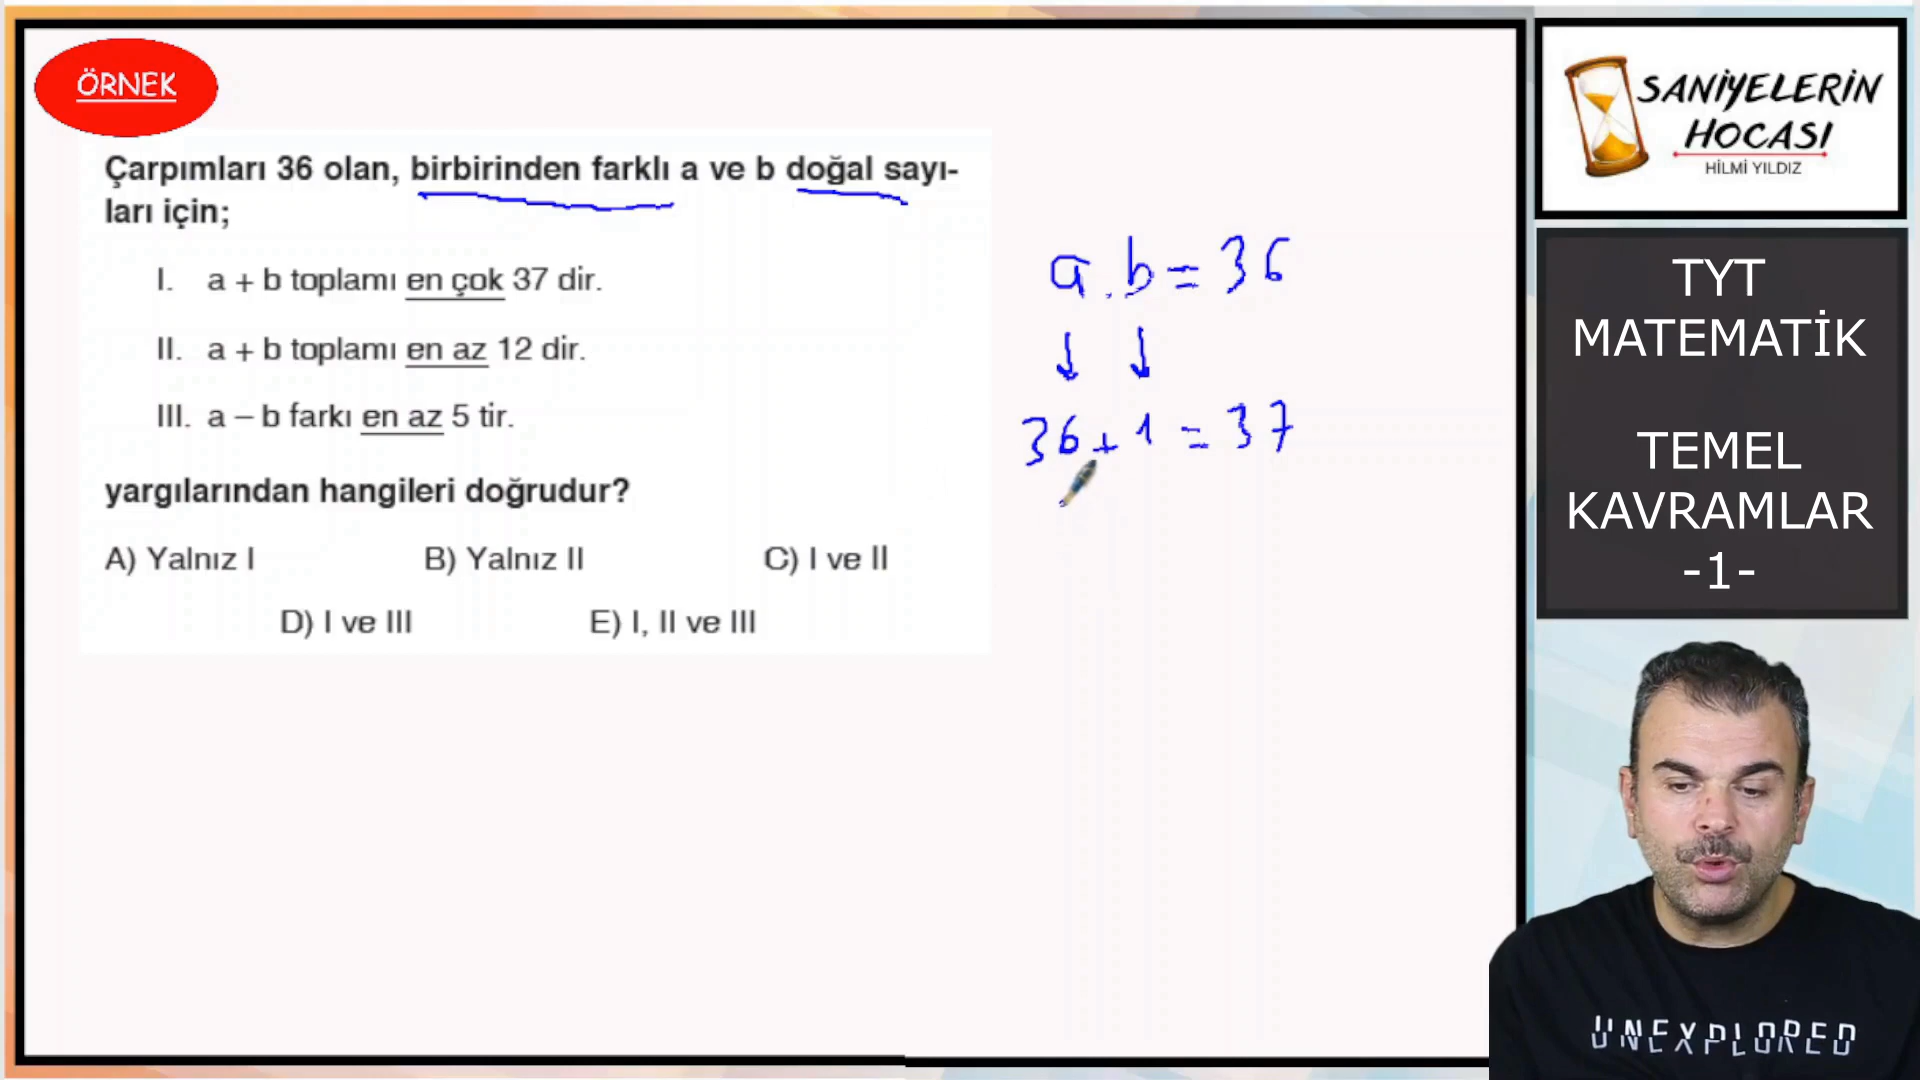 ÖRNEK
Çarpımları 36 olan, birbirinden farklı a ve b doğal sayı-
ları için;
I. a + b toplamı en çok 37 dir.
II. a + b toplamı en az 12 dir.
III. a – b farkı en az 5 tir.
yargılarından hangileri doğrudur?
A) Yalnız I B) Yalnız II C) I ve II
D) I ve III E) I, II ve III
a . b = 36
36 + 1 = 37
SANİYELERİN
HOCASI
HİLMİ YILDIZ
TYT
MATEMATİK
TEMEL
KAVRAMLAR
-1-
UNEXPLORED